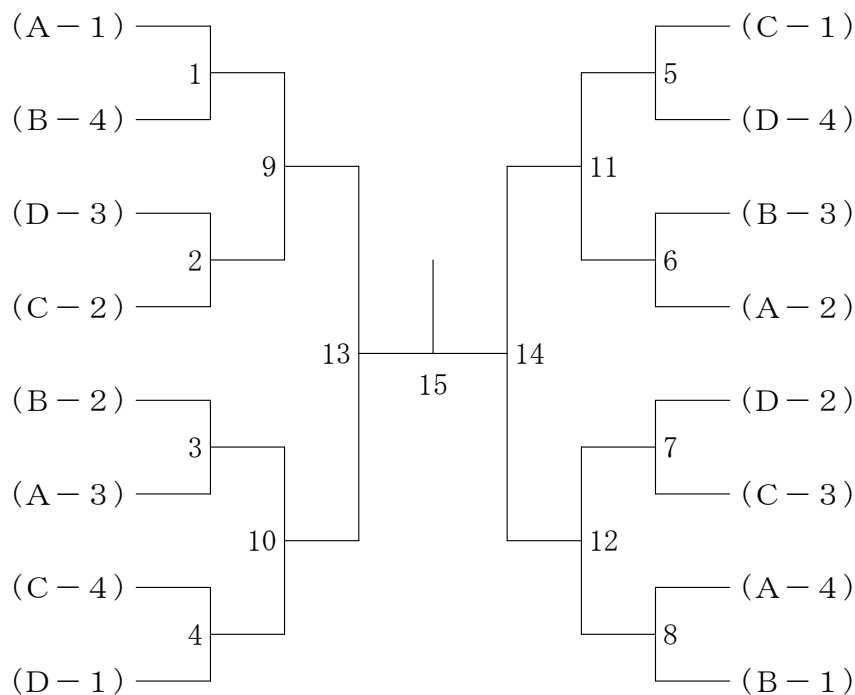 (A－1)
(C－1)
1
5
(B－4)
(D－4)
9
11
(D－3)
(B－3)
2
6
(C－2)
(A－2)
13
14
15
(B－2)
(D－2)
3
7
(A－3)
(C－3)
10
12
(C－4)
(A－4)
4
8
(D－1)
(B－1)